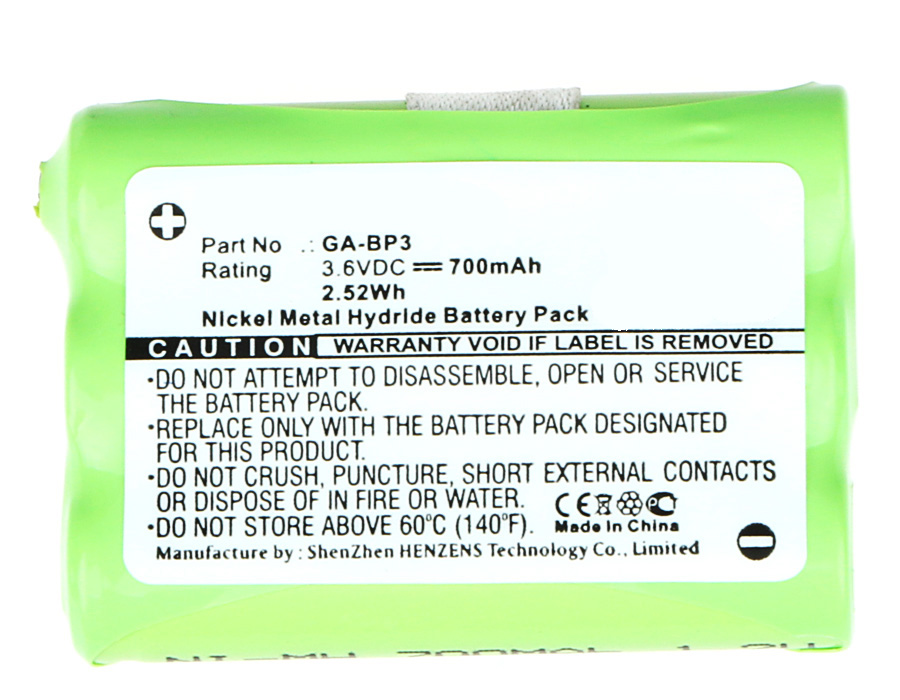 Part No .: GA-BP3
Rating 3.6VDC 700mAh
2.52Wh
Nickel Metal Hydride Battery Pack
CAUTION WARRANTY VOID IF LABEL IS REMOVED
·DO NOT ATTEMPT TO DISASSEMBLE, OPEN OR SERVICE
THE BATTERY PACK.
·REPLACE ONLY WITH THE BATTERY PACK DESIGNATED
FOR THIS PRODUCT.
·DO NOT CRUSH, PUNCTURE, SHORT EXTERNAL CONTACTS
OR DISPOSE OF IN FIRE OR WATER.
·DO NOT STORE ABOVE 60°C (140°F).
CE
Made In China
Manufacture by : ShenZhen HENZENS Technology Co., Limited